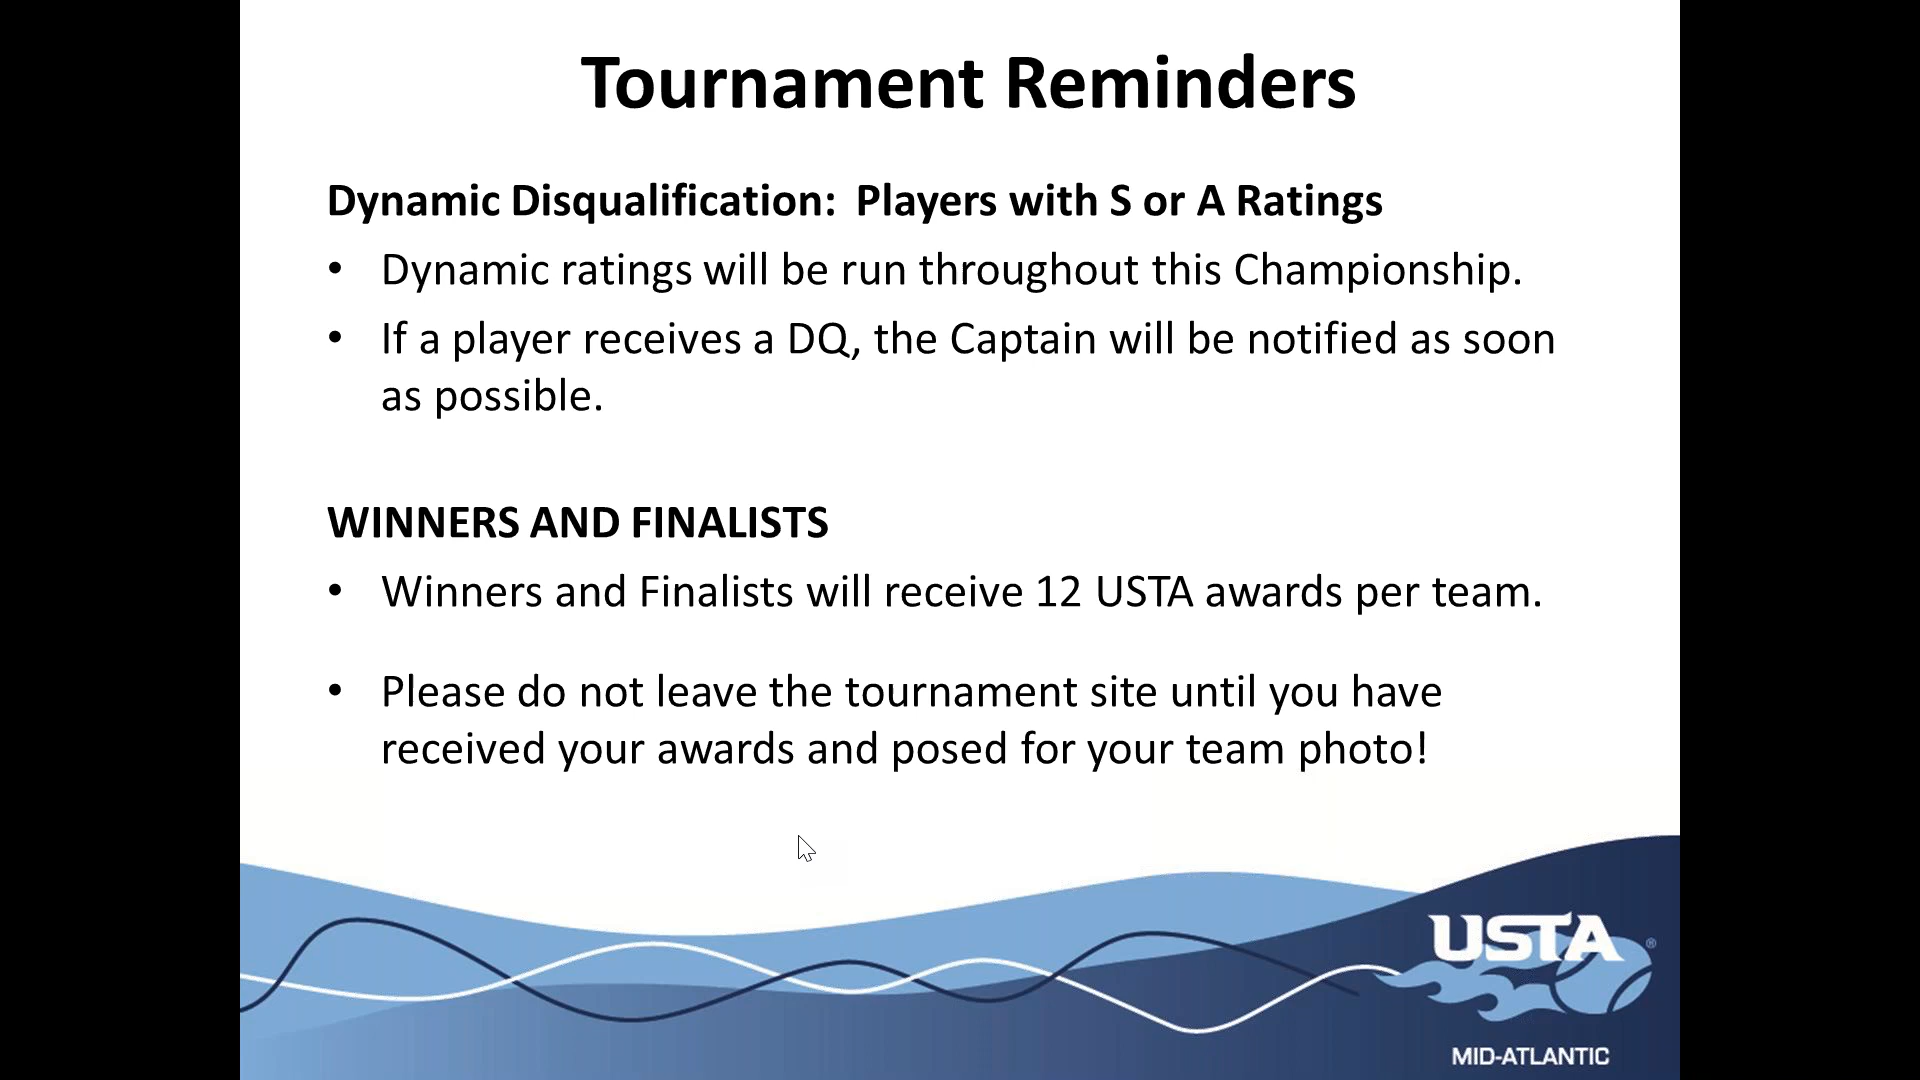 Tournament Reminders
Dynamic Disqualification:  Players with S or A Ratings
• Dynamic ratings will be run throughout this Championship.
• If a player receives a DQ, the Captain will be notified as soon
as possible.
WINNERS AND FINALISTS
• Winners and Finalists will receive 12 USTA awards per team.
• Please do not leave the tournament site until you have
received your awards and posed for your team photo!
USTA®
MID-ATLANTIC